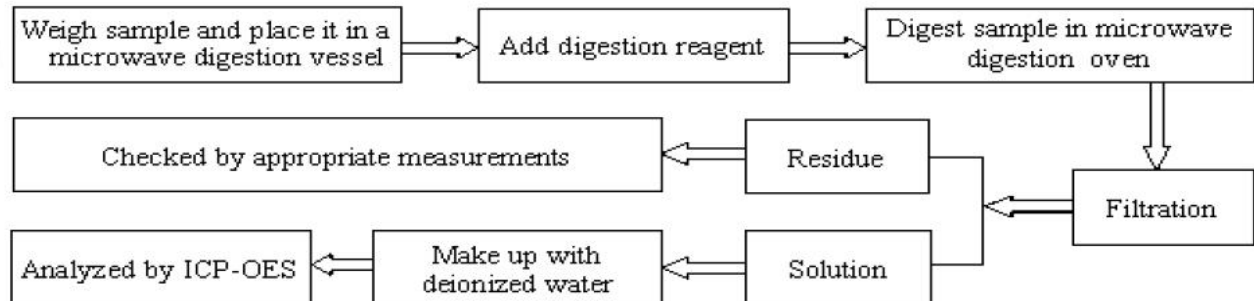 Weigh sample and place it in a
microwave digestion vessel
Add digestion reagent
Digest sample in microwave
digestion oven
Filtration
Residue
Checked by appropriate measurements
Solution
Make up with
deionized water
Analyzed by ICP-OES